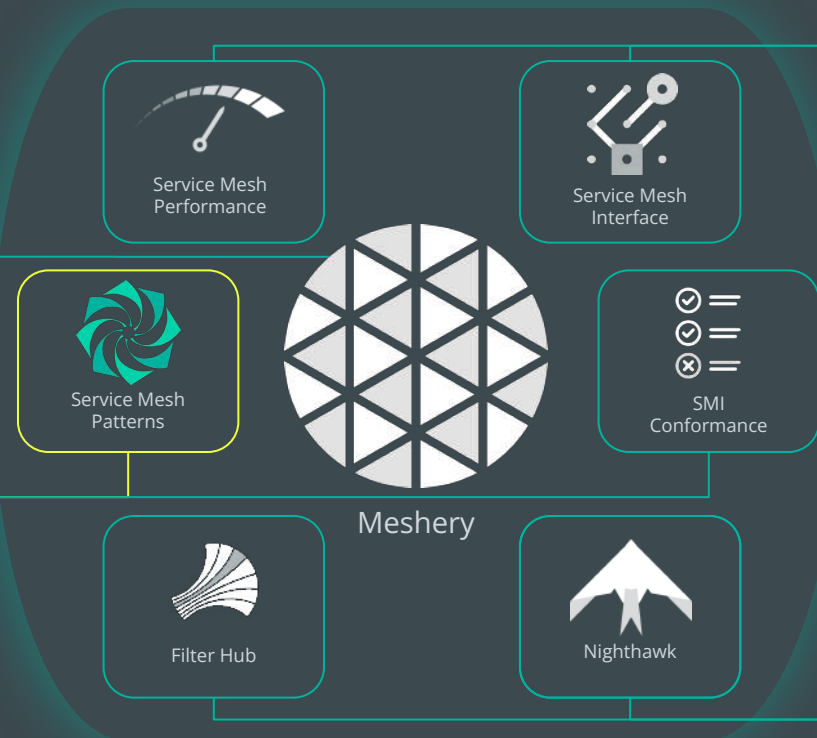 Service Mesh
Performance
Service Mesh
Interface
Service Mesh
Patterns
SMI
Conformance
Meshery
Filter Hub
Nighthawk